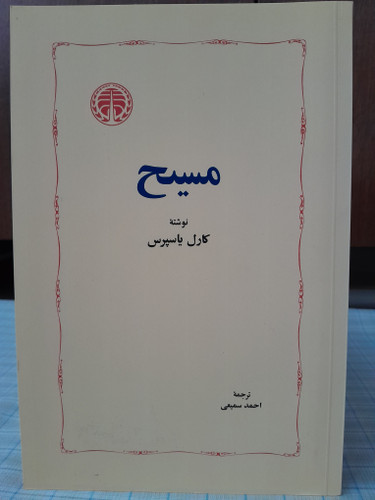 مسیح
نوشتهٔ
کارل یاسپرس
ترجمهٔ
احمد سمیعی